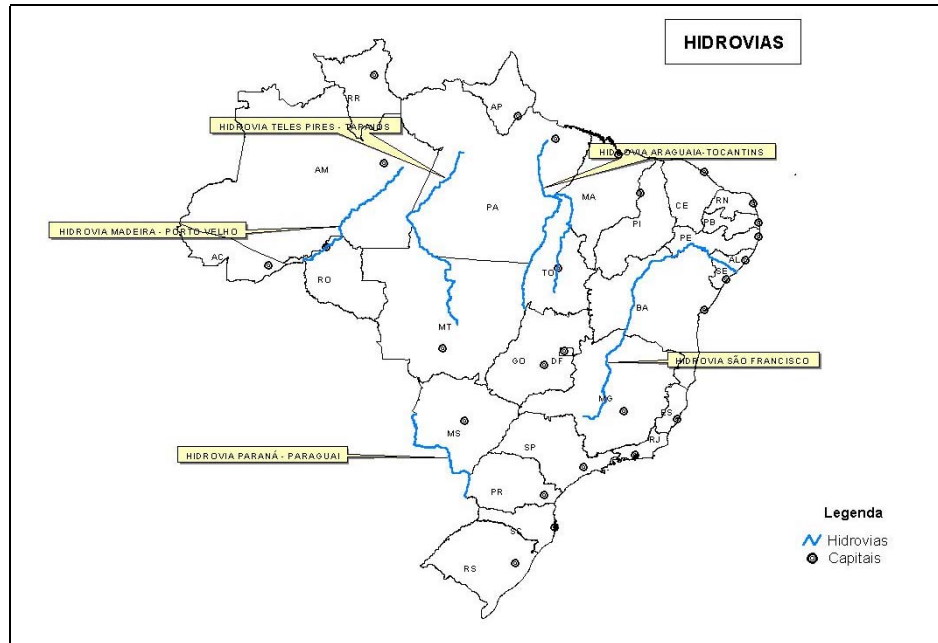 HIDROVIAS
RR
AP
HIDROVIA TELES PIRES - TAPAJÓS
HIDROVIA ARAGUAIA-TOCANTINS
AM
PA
MA
CE
RN
PB
PI
PE
HIDROVIA MADEIRA - PORTO VELHO
AC
RO
TO
AL
SE
BA
MT
GO
DF
HIDROVIA SÃO FRANCISCO
MG
ES
MS
SP
RJ
HIDROVIA PARANÁ - PARAGUAI
PR
SC
RS
Legenda
Hidrovias
Capitais